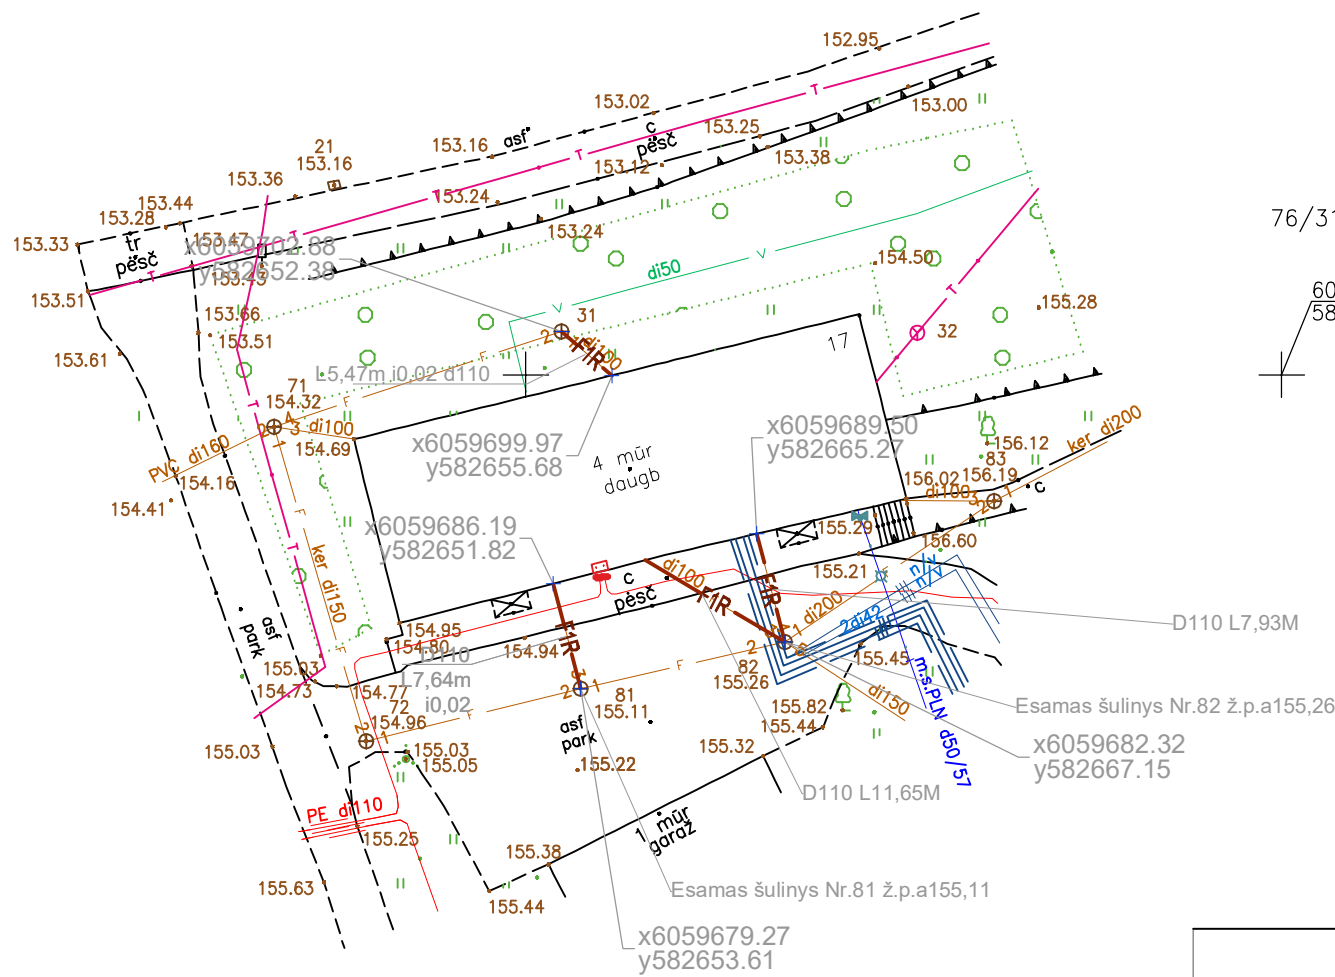 152.95
153.02
153.00
asf
c
pėsč
T
153.25
153.16
21
153.16
153.12
153.38
153.36
153.24
153.44
153.28
153.24
153.33
tr
pėsč
153.47
x6059702.88
y582652.38
153.43
di50
V
154.50
76/31
153.51
155.28
60
58
153.66
153.51
31
32
17
153.61
di100
F1R
L5,47m i0.02 d110
71
154.32
di100
154.69
x6059699.97
y582655.68
x6059689.50
y582665.27
156.12
83
156.19
ker di200
PVC di160
154.16
154.41
4 mūr
daugb
156.02
di100
c
x6059686.19
y582651.82
155.29
156.60
155.21
n/v
n/v
ker di150
c
pėsč
di100
F1R
F1R
F1R
di200
2di42
D110 L7,93M
asf
park
154.95
154.80
154.94
D110
L7,64m
i0,02
155.03
154.73
154.77
72
154.96
82
155.26
155.45
m.s.PLN d50/57
di150
81
155.11
155.82
155.44
Esamas šulinys Nr.82 ž.p.a155,26
asf
park
155.03
155.03
155.05
155.32
155.22
x6059682.32
y582667.15
D110 L11,65M
PE di110
155.25
1 mūr
garaž
155.38
155.63
155.44
Esamas šulinys Nr.81 ž.p.a155,11
x6059679.27
y582653.61